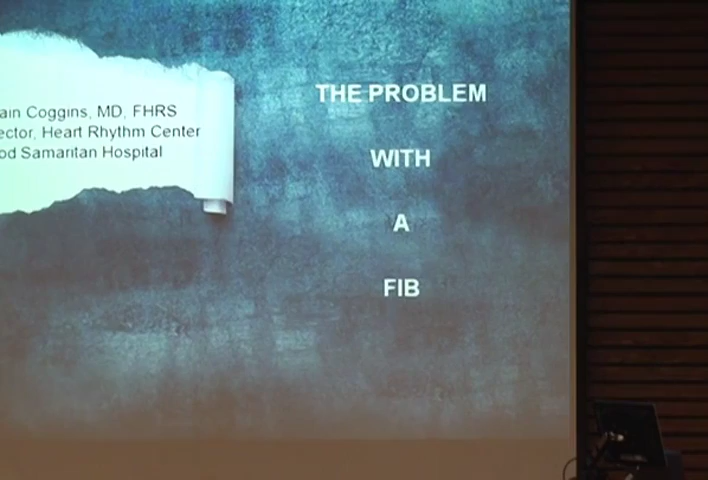 ain Coggins, MD, FHRS
ector, Heart Rhythm Center
od Samaritan Hospital
THE PROBLEM
WITH
A
FIB